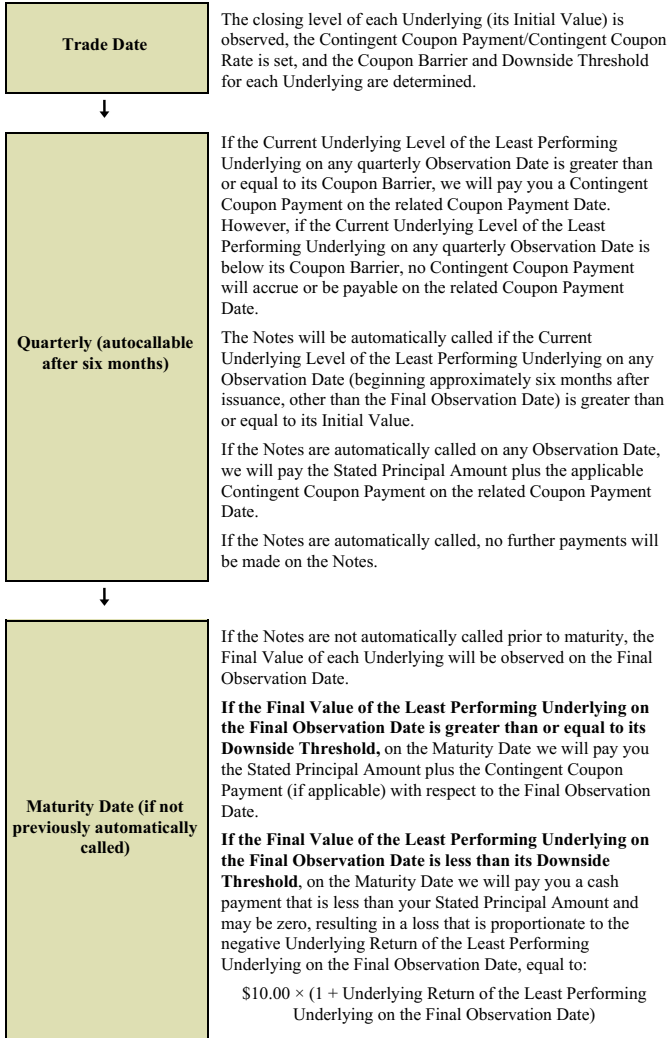 Trade Date
The closing level of each Underlying (its Initial Value) is
observed, the Contingent Coupon Payment/Contingent Coupon
Rate is set, and the Coupon Barrier and Downside Threshold
for each Underlying are determined.
↓
Quarterly (autocallable
after six months)
If the Current Underlying Level of the Least Performing
Underlying on any quarterly Observation Date is greater than
or equal to its Coupon Barrier, we will pay you a Contingent
Coupon Payment on the related Coupon Payment Date.
However, if the Current Underlying Level of the Least
Performing Underlying on any quarterly Observation Date is
below its Coupon Barrier, no Contingent Coupon Payment
will accrue or be payable on the related Coupon Payment
Date.
The Notes will be automatically called if the Current
Underlying Level of the Least Performing Underlying on any
Observation Date (beginning approximately six months after
issuance, other than the Final Observation Date) is greater than
or equal to its Initial Value.
If the Notes are automatically called on any Observation Date,
we will pay the Stated Principal Amount plus the applicable
Contingent Coupon Payment on the related Coupon Payment
Date.
If the Notes are automatically called, no further payments will
be made on the Notes.
↓
Maturity Date (if not
previously automatically
called)
If the Notes are not automatically called prior to maturity, the
Final Value of each Underlying will be observed on the Final
Observation Date.
If the Final Value of the Least Performing Underlying on
the Final Observation Date is greater than or equal to its
Downside Threshold, on the Maturity Date we will pay you
the Stated Principal Amount plus the Contingent Coupon
Payment (if applicable) with respect to the Final Observation
Date.
If the Final Value of the Least Performing Underlying on
the Final Observation Date is less than its Downside
Threshold, on the Maturity Date we will pay you a cash
payment that is less than your Stated Principal Amount and
may be zero, resulting in a loss that is proportionate to the
negative Underlying Return of the Least Performing
Underlying on the Final Observation Date, equal to:
$10.00 × (1 + Underlying Return of the Least Performing
Underlying on the Final Observation Date)